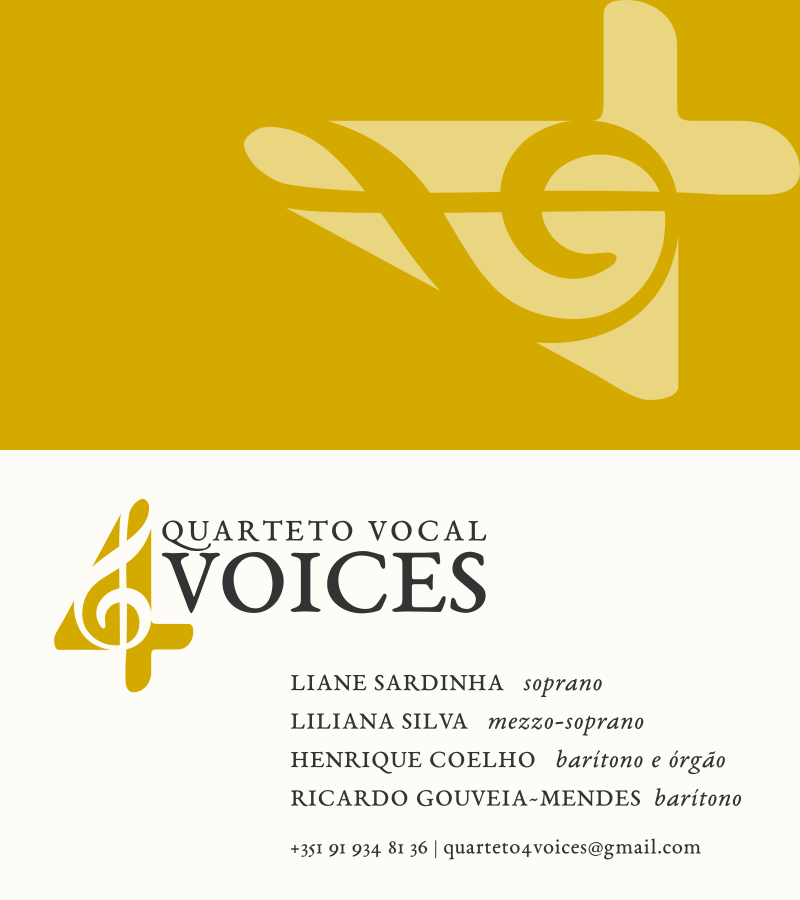 QUARTETO VOCAL
4 VOICES
LIANE SARDINHA soprano
LILIANA SILVA mezzo-soprano
HENRIQUE COELHO barítono e órgão
RICARDO GOUVEIA-MENDES barítono
+351 91 934 81 36 | quarteto4voices@gmail.com